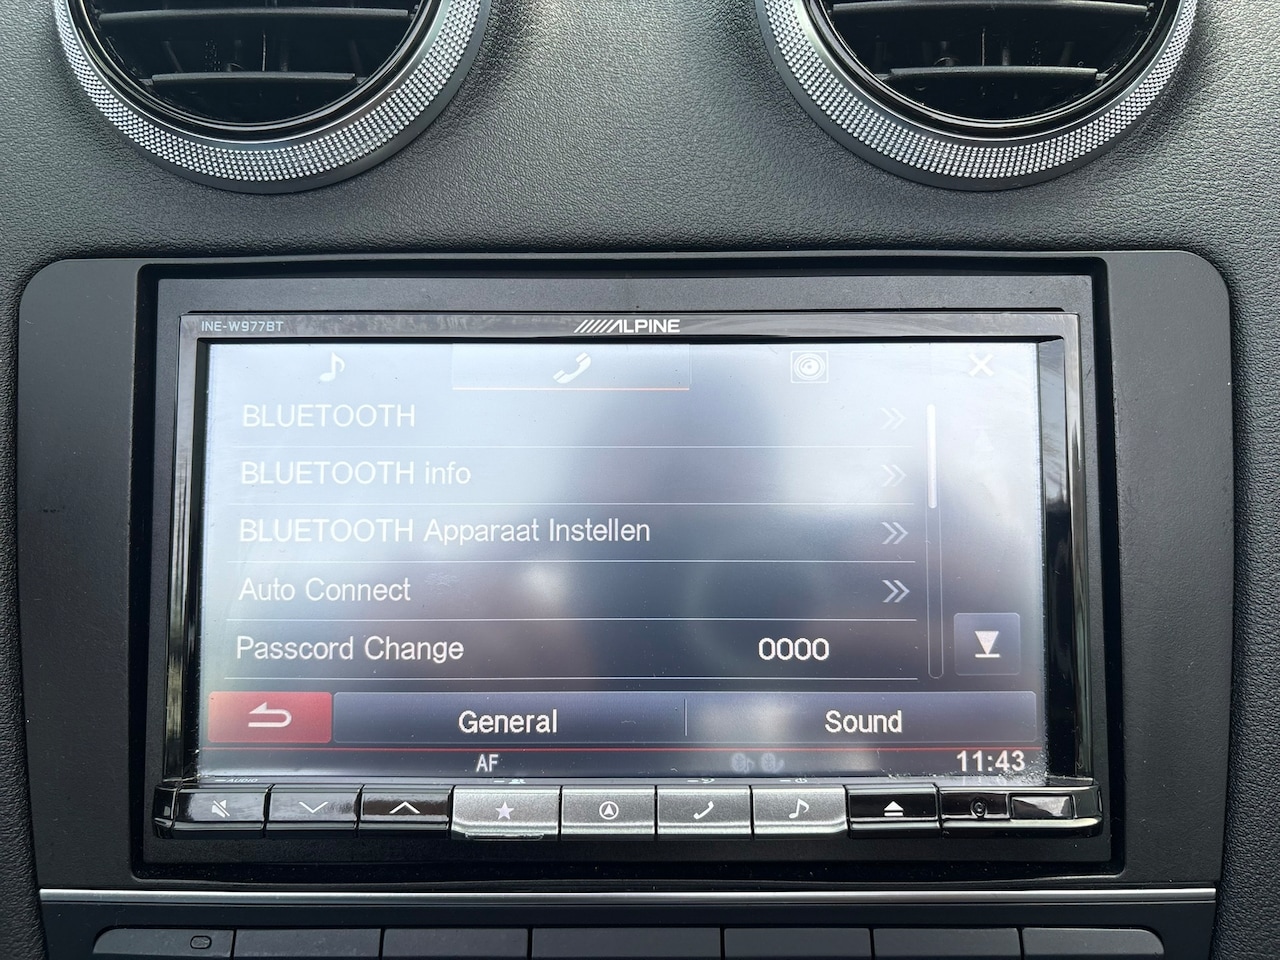 INE-W977BT
ALPINE
BLUETOOTH
BLUETOOTH info
BLUETOOTH Apparaat Instellen
Auto Connect
Passcord Change 0000
General Sound
AF 11:43
AUDIO